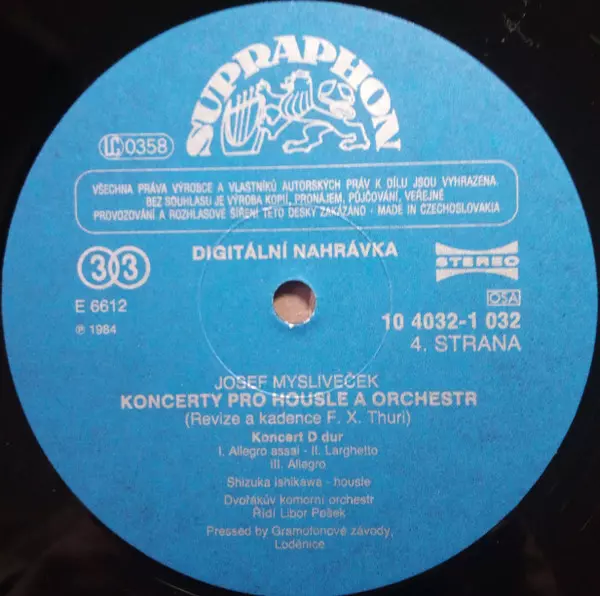 SUPRAPHON
LC 0358
VŠECHNA PRÁVA VÝROBCE A VLASTNÍKŮ AUTORSKÝCH PRÁV K DÍLU JSOU VYHRAZENA.
BEZ SOUHLASU JE VÝROBA KOPIÍ, PRONÁJEM, PŮJČOVÁNÍ, VEŘEJNÉ
PROVOZOVÁNÍ A ROZHLASOVÉ ŠÍŘENÍ TÉTO DESKY ZAKÁZÁNO · MADE IN CZECHOSLOVAKIA
DIGITÁLNÍ NAHRÁVKA
33
STEREO
E 6612
OSA
℗ 1984
10 4032-1 032
4. STRANA
JOSEF MYSLIVEČEK
KONCERTY PRO HOUSLE A ORCHESTR
(Revize a kadence F. X. Thuri)
Koncert D dur
I. Allegro assai - II. Larghetto
III. Allegro
Shizuka Ishikawa - housle
Dvořákův komorní orchestr
Řídí Libor Pešek
Pressed by Gramofonové závody,
Loděnice